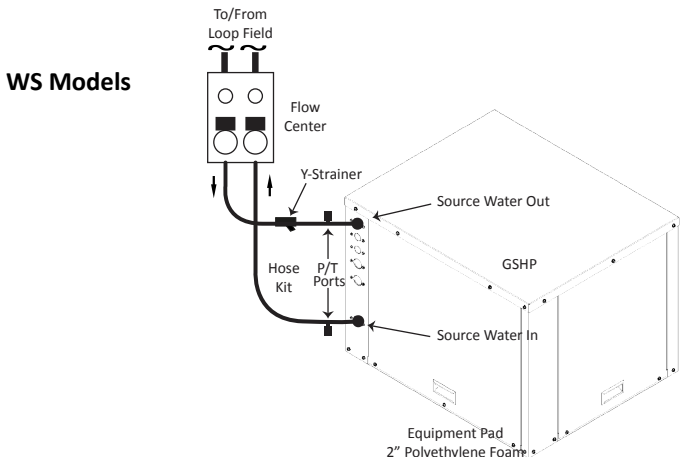 To/From
Loop Field
WS Models
Flow
Center
Y-Strainer
Source Water Out
GSHP
Hose
Kit
P/T
Ports
Source Water In
Equipment Pad
2” Polyethylene Foam